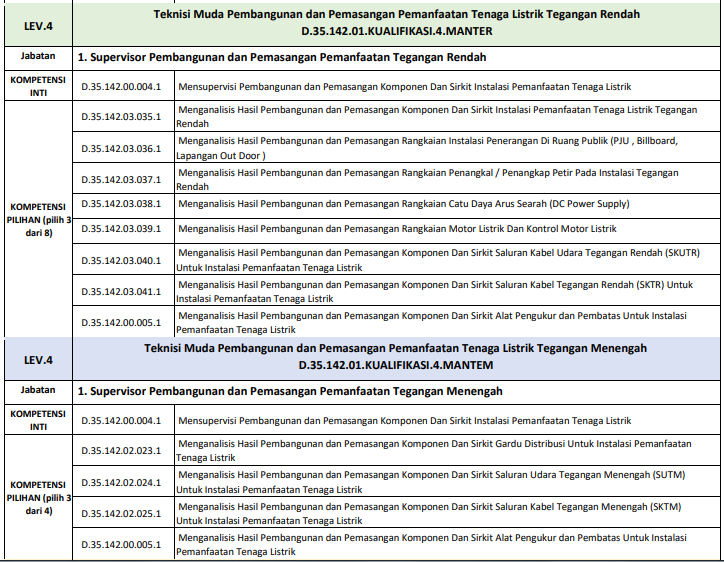 LEV.4
Teknisi Muda Pembangunan dan Pemasangan Pemanfaatan Tenaga Listrik Tegangan Rendah
D.35.142.01.KUALIFIKASI.4.MANTER
Jabatan
1. Supervisor Pembangunan dan Pemasangan Pemanfaatan Tegangan Rendah
KOMPETENSI
INTI
D.35.142.00.004.1
Mensupervisi Pembangunan dan Pemasangan Komponen Dan Sirkit Instalasi Pemanfaatan Tenaga Listrik
KOMPETENSI
PILIHAN (pilih 3
dari 8)
D.35.142.03.035.1
Menganalisis Hasil Pembangunan dan Pemasangan Komponen Dan Sirkit Instalasi Pemanfaatan Tenaga Listrik Tegangan
Rendah
D.35.142.03.036.1
Menganalisis Hasil Pembangunan dan Pemasangan Rangkaian Instalasi Penerangan Di Ruang Publik (PJU , Billboard,
Lapangan Out Door )
D.35.142.03.037.1
Menganalisis Hasil Pembangunan dan Pemasangan Rangkaian Penangkal / Penangkap Petir Pada Instalasi Tegangan
Rendah
D.35.142.03.038.1
Menganalisis Hasil Pembangunan dan Pemasangan Rangkaian Catu Daya Arus Searah (DC Power Supply)
D.35.142.03.039.1
Menganalisis Hasil Pembangunan dan Pemasangan Rangkaian Motor Listrik Dan Kontrol Motor Listrik
D.35.142.03.040.1
Menganalisis Hasil Pembangunan dan Pemasangan Komponen Dan Sirkit Saluran Kabel Udara Tegangan Rendah (SKUTR)
Untuk Instalasi Pemanfaatan Tenaga Listrik
D.35.142.03.041.1
Menganalisis Hasil Pembangunan dan Pemasangan Komponen Dan Sirkit Saluran Kabel Tegangan Rendah (SKTR) Untuk
Instalasi Pemanfaatan Tenaga Listrik
D.35.142.00.005.1
Menganalisis Hasil Pembangunan dan Pemasangan Komponen Dan Sirkit Alat Pengukur dan Pembatas Untuk Instalasi
Pemanfaatan Tenaga Listrik
LEV.4
Teknisi Muda Pembangunan dan Pemasangan Pemanfaatan Tenaga Listrik Tegangan Menengah
D.35.142.01.KUALIFIKASI.4.MANTEM
Jabatan
1. Supervisor Pembangunan dan Pemasangan Pemanfaatan Tegangan Menengah
KOMPETENSI
INTI
D.35.142.00.004.1
Mensupervisi Pembangunan dan Pemasangan Komponen Dan Sirkit Instalasi Pemanfaatan Tenaga Listrik
KOMPETENSI
PILIHAN (pilih 3
dari 4)
D.35.142.02.023.1
Menganalisis Hasil Pembangunan dan Pemasangan Komponen Dan Sirkit Gardu Distribusi Untuk Instalasi Pemanfaatan
Tenaga Listrik
D.35.142.02.024.1
Menganalisis Hasil Pembangunan dan Pemasangan Komponen Dan Sirkit Saluran Udara Tegangan Menengah (SUTM)
Untuk Instalasi Pemanfaatan Tenaga Listrik
D.35.142.02.025.1
Menganalisis Hasil Pembangunan dan Pemasangan Komponen Dan Sirkit Saluran Kabel Tegangan Menengah (SKTM)
Untuk Instalasi Pemanfaatan Tenaga Listrik
D.35.142.00.005.1
Menganalisis Hasil Pembangunan dan Pemasangan Komponen Dan Sirkit Alat Pengukur dan Pembatas Untuk Instalasi
Pemanfaatan Tenaga Listrik